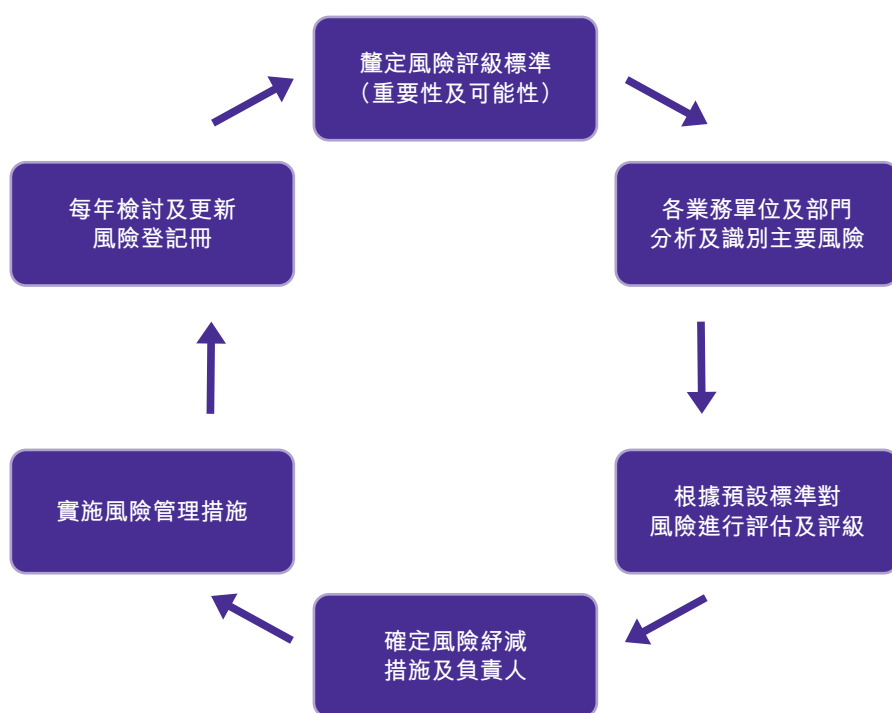 釐定風險評級標準
（重要性及可能性）
各業務單位及部門
分析及識別主要風險
根據預設標準對
風險進行評估及評級
確定風險紓減
措施及負責人
實施風險管理措施
每年檢討及更新
風險登記冊